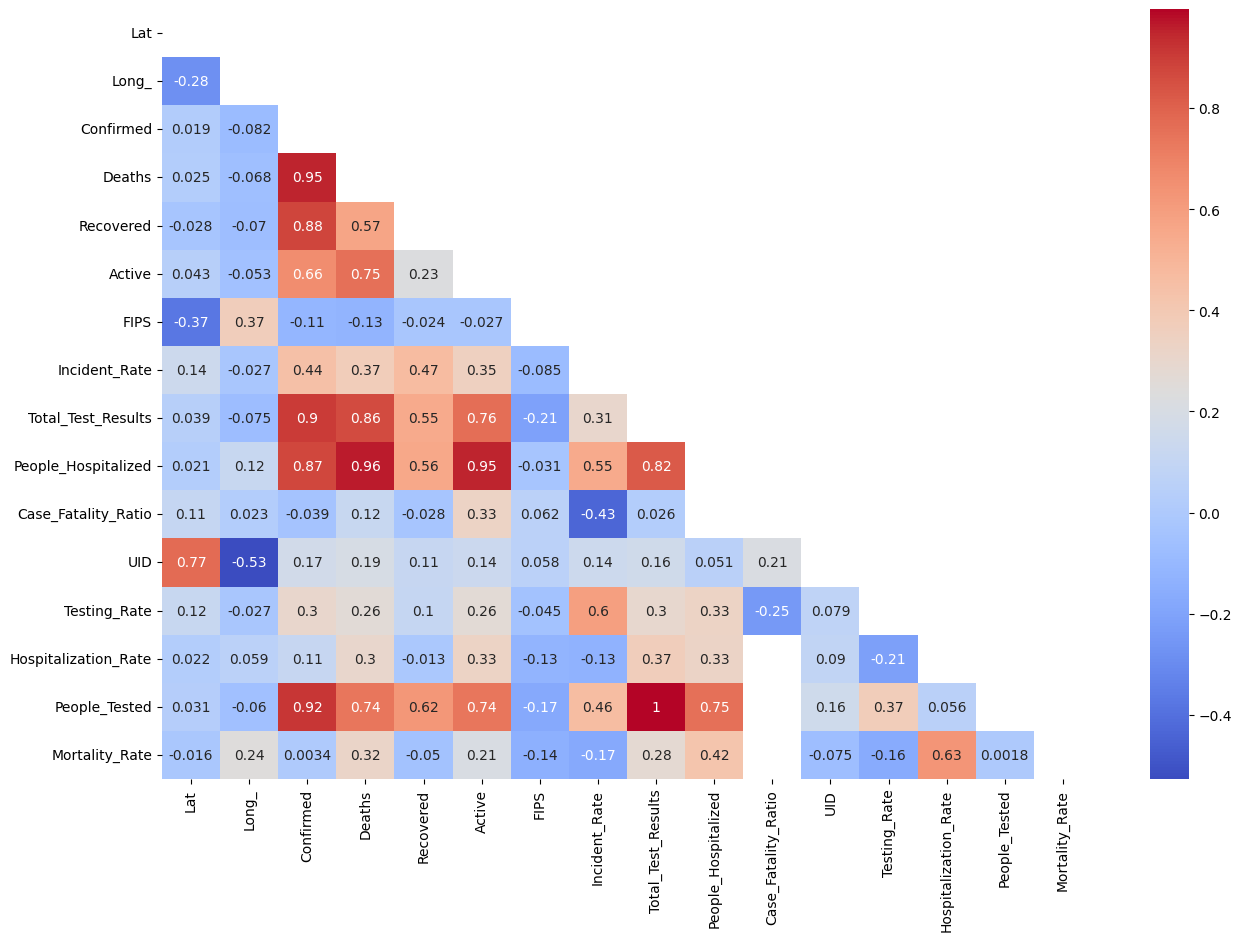 Lat
Long_ -0.28
Confirmed 0.019 -0.082
0.8
Deaths 0.025 -0.068 0.95
Recovered -0.028 -0.07 0.88 0.57
0.6
Active 0.043 -0.053 0.66 0.75 0.23
FIPS -0.37 0.37 -0.11 -0.13 -0.024 -0.027
0.4
Incident_Rate 0.14 -0.027 0.44 0.37 0.47 0.35 -0.085
0.2
Total_Test_Results 0.039 -0.075 0.9 0.86 0.55 0.76 -0.21 0.31
People_Hospitalized 0.021 0.12 0.87 0.96 0.56 0.95 -0.031 0.55 0.82
Case_Fatality_Ratio 0.11 0.023 -0.039 0.12 -0.028 0.33 0.062 -0.43 0.026
0.0
UID 0.77 -0.53 0.17 0.19 0.11 0.14 0.058 0.14 0.16 0.051 0.21
Testing_Rate 0.12 -0.027 0.3 0.26 0.1 0.26 -0.045 0.6 0.3 0.33 -0.25 0.079
−0.2
Hospitalization_Rate 0.022 0.059 0.11 0.3 -0.013 0.33 -0.13 -0.13 0.37 0.33 0.09 -0.21
People_Tested 0.031 -0.06 0.92 0.74 0.62 0.74 -0.17 0.46 1 0.75 0.16 0.37 0.056
−0.4
Mortality_Rate -0.016 0.24 0.0034 0.32 -0.05 0.21 -0.14 -0.17 0.28 0.42 -0.075 -0.16 0.63 0.0018
Lat
Long_
Confirmed
Deaths
Recovered
Active
FIPS
Incident_Rate
Total_Test_Results
People_Hospitalized
Case_Fatality_Ratio
UID
Testing_Rate
Hospitalization_Rate
People_Tested
Mortality_Rate